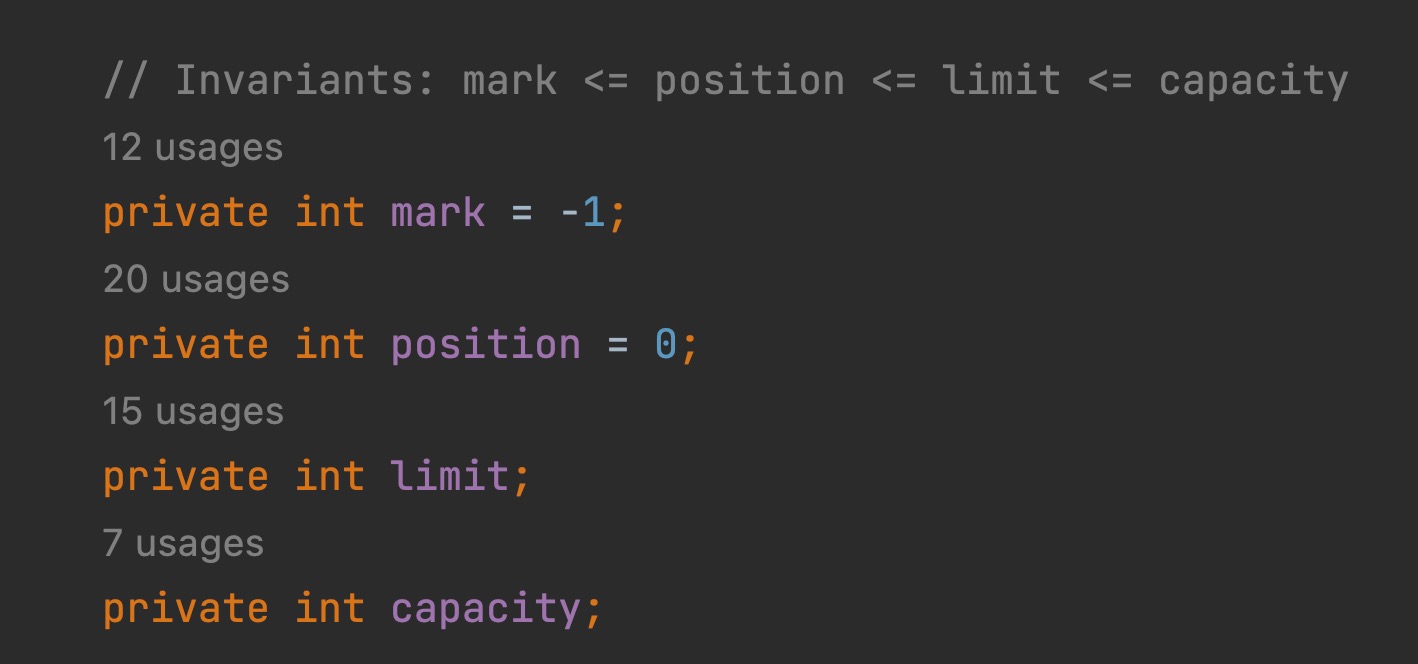 // Invariants: mark <= position <= limit <= capacity
12 usages
private int mark = -1;
20 usages
private int position = 0;
15 usages
private int limit;
7 usages
private int capacity;